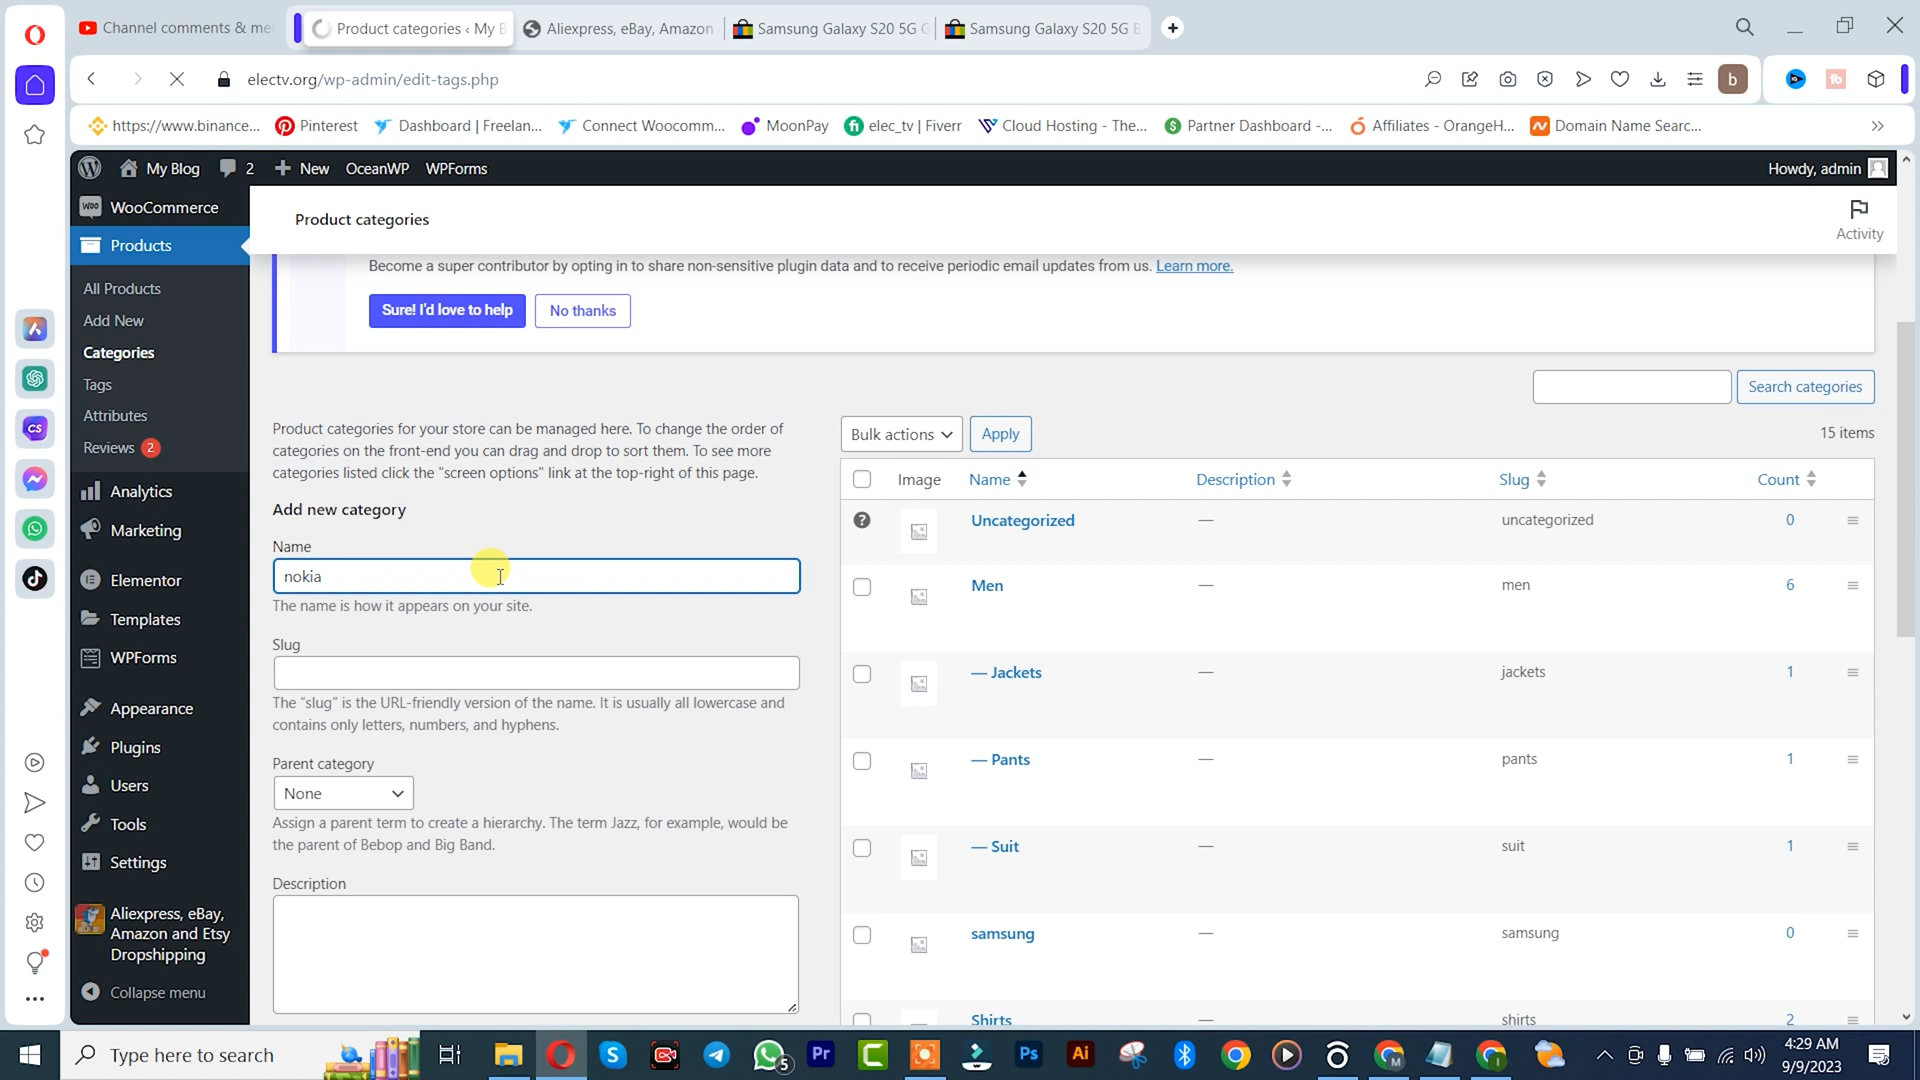 Channel comments & me
Product categories ‹ My B
Aliexpress, eBay, Amazon
Samsung Galaxy S20 5G
Samsung Galaxy S20 5G B
electv.org/wp-admin/edit-tags.php
b
https://www.binance...
Pinterest
Dashboard | Freelan...
Connect Woocomm...
MoonPay
elec_tv | Fiverr
Cloud Hosting - The...
Partner Dashboard -...
Affiliates - OrangeH...
Domain Name Searc...
My Blog
2
New
OceanWP
WPForms
Howdy, admin
WooCommerce
Products
All Products
Add New
Categories
Tags
Attributes
Reviews 2
Analytics
Marketing
Elementor
Templates
WPForms
Appearance
Plugins
Users
Tools
Settings
Aliexpress, eBay,
Amazon and Etsy
Dropshipping
Collapse menu
Product categories
Activity
Become a super contributor by opting in to share non-sensitive plugin data and to receive periodic email updates from us. Learn more.
Sure! I'd love to help
No thanks
Search categories
Product categories for your store can be managed here. To change the order of
categories on the front-end you can drag and drop to sort them. To see more
categories listed click the "screen options" link at the top-right of this page.
Add new category
Name
nokia
The name is how it appears on your site.
Slug
The “slug” is the URL-friendly version of the name. It is usually all lowercase and
contains only letters, numbers, and hyphens.
Parent category
None
Assign a parent term to create a hierarchy. The term Jazz, for example, would be
the parent of Bebop and Big Band.
Description
Bulk actions
Apply
15 items
Image Name Description Slug Count
Uncategorized — uncategorized 0
Men — men 6
— Jackets — jackets 1
— Pants — pants 1
— Suit — suit 1
samsung — samsung 0
Shirts — shirts 2
Type here to search
5
4:29 AM
9/9/2023